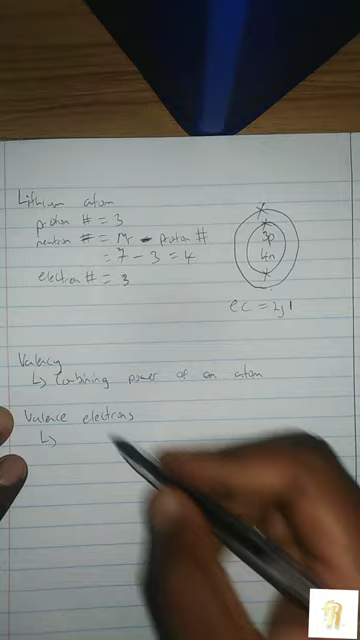 Lithium atom
proton # = 3
neutron # = Mr - proton #
= 7 - 3 = 4
electron # = 3
3p
4n
ec = 2,1
Valency
↳ Combining power of an atom
Valence electrons
↳